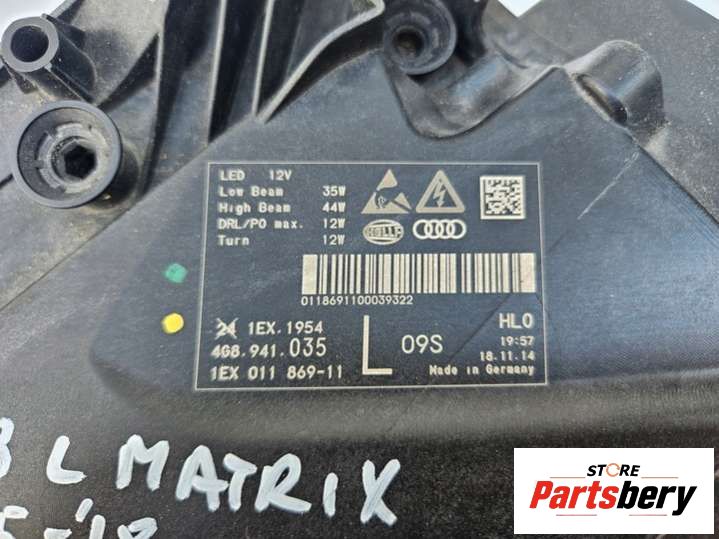 LED 12V
Low Beam 35W
High Beam 44W
DRL/PO max. 12W
Turn 12W
HELLA
0118691100039322
24 1EX.1954
HL0
4G8.941.035
L
09S
19:57
18.11.14
1EX 011 869-11
Made in Germany
L MATRIX
STORE
Partsbery